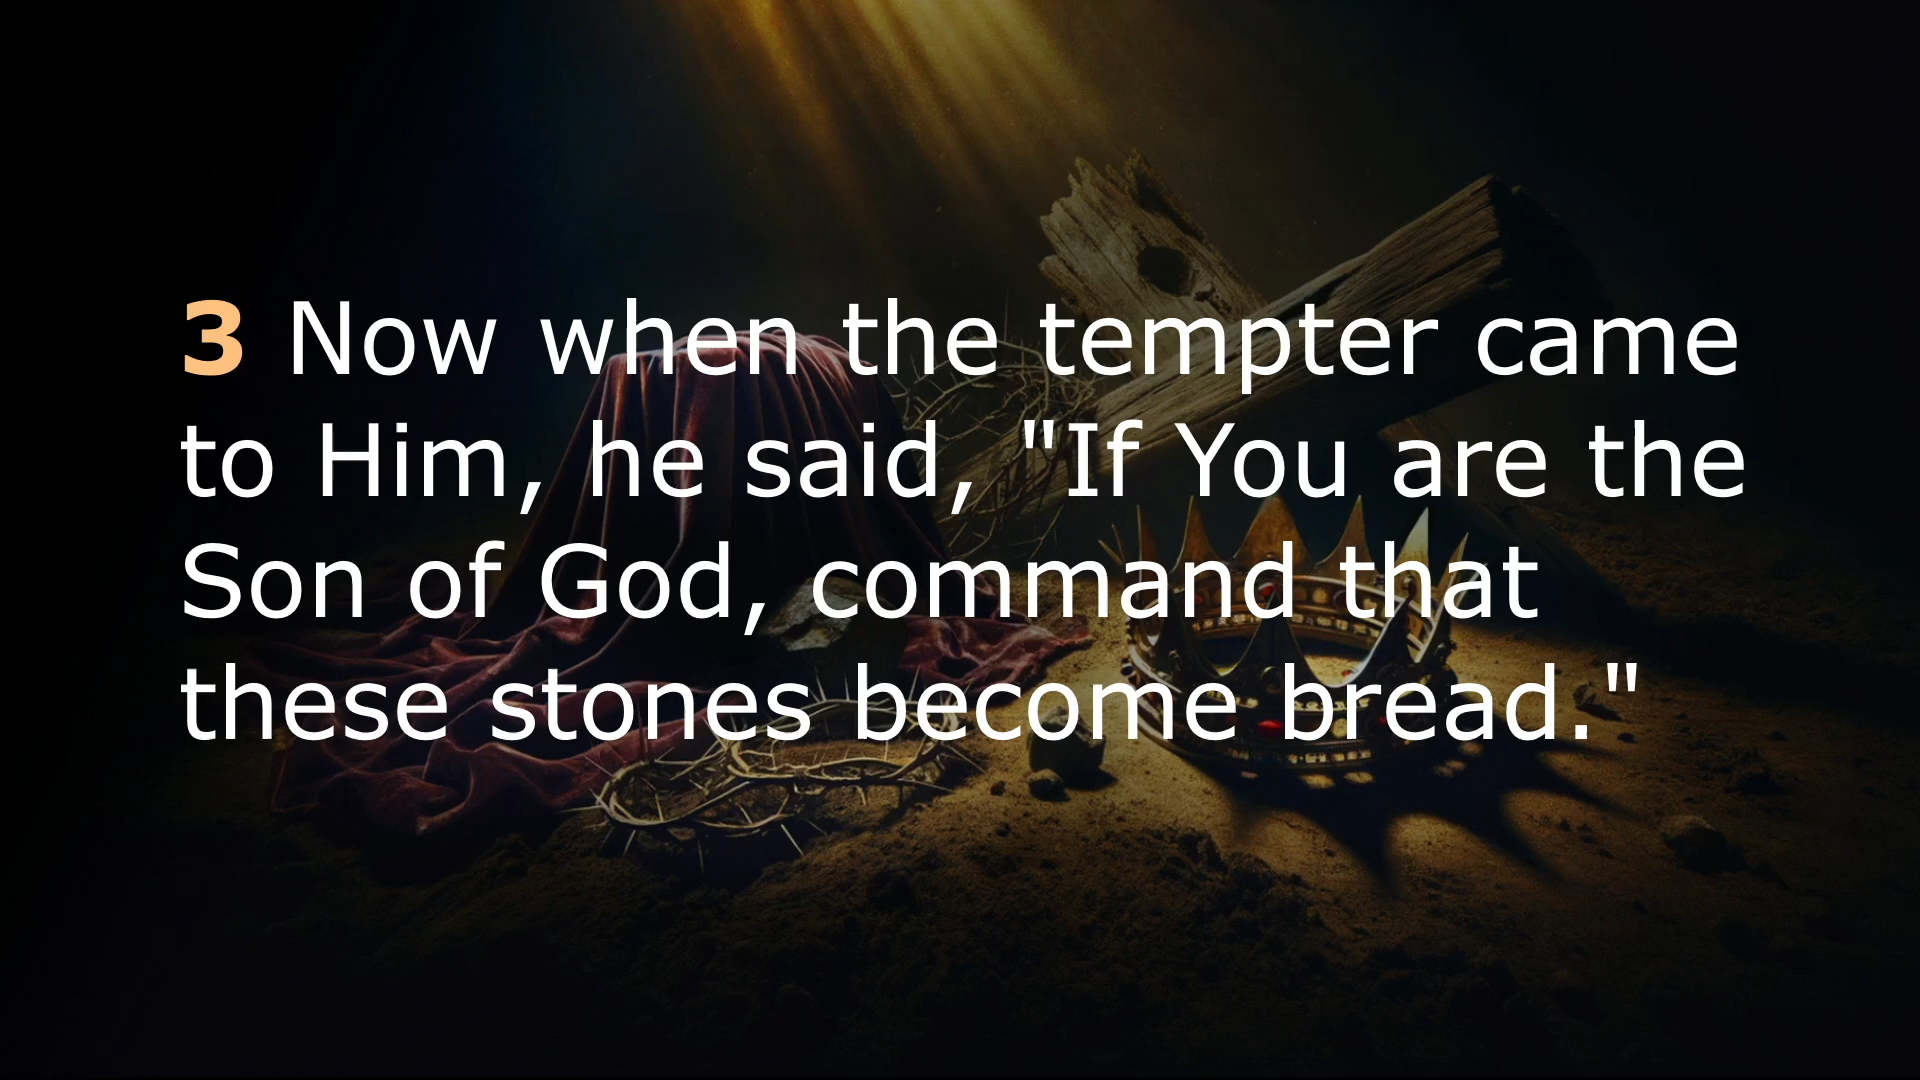 3 Now when the tempter came
to Him, he said, "If You are the
Son of God, command that
these stones become bread."